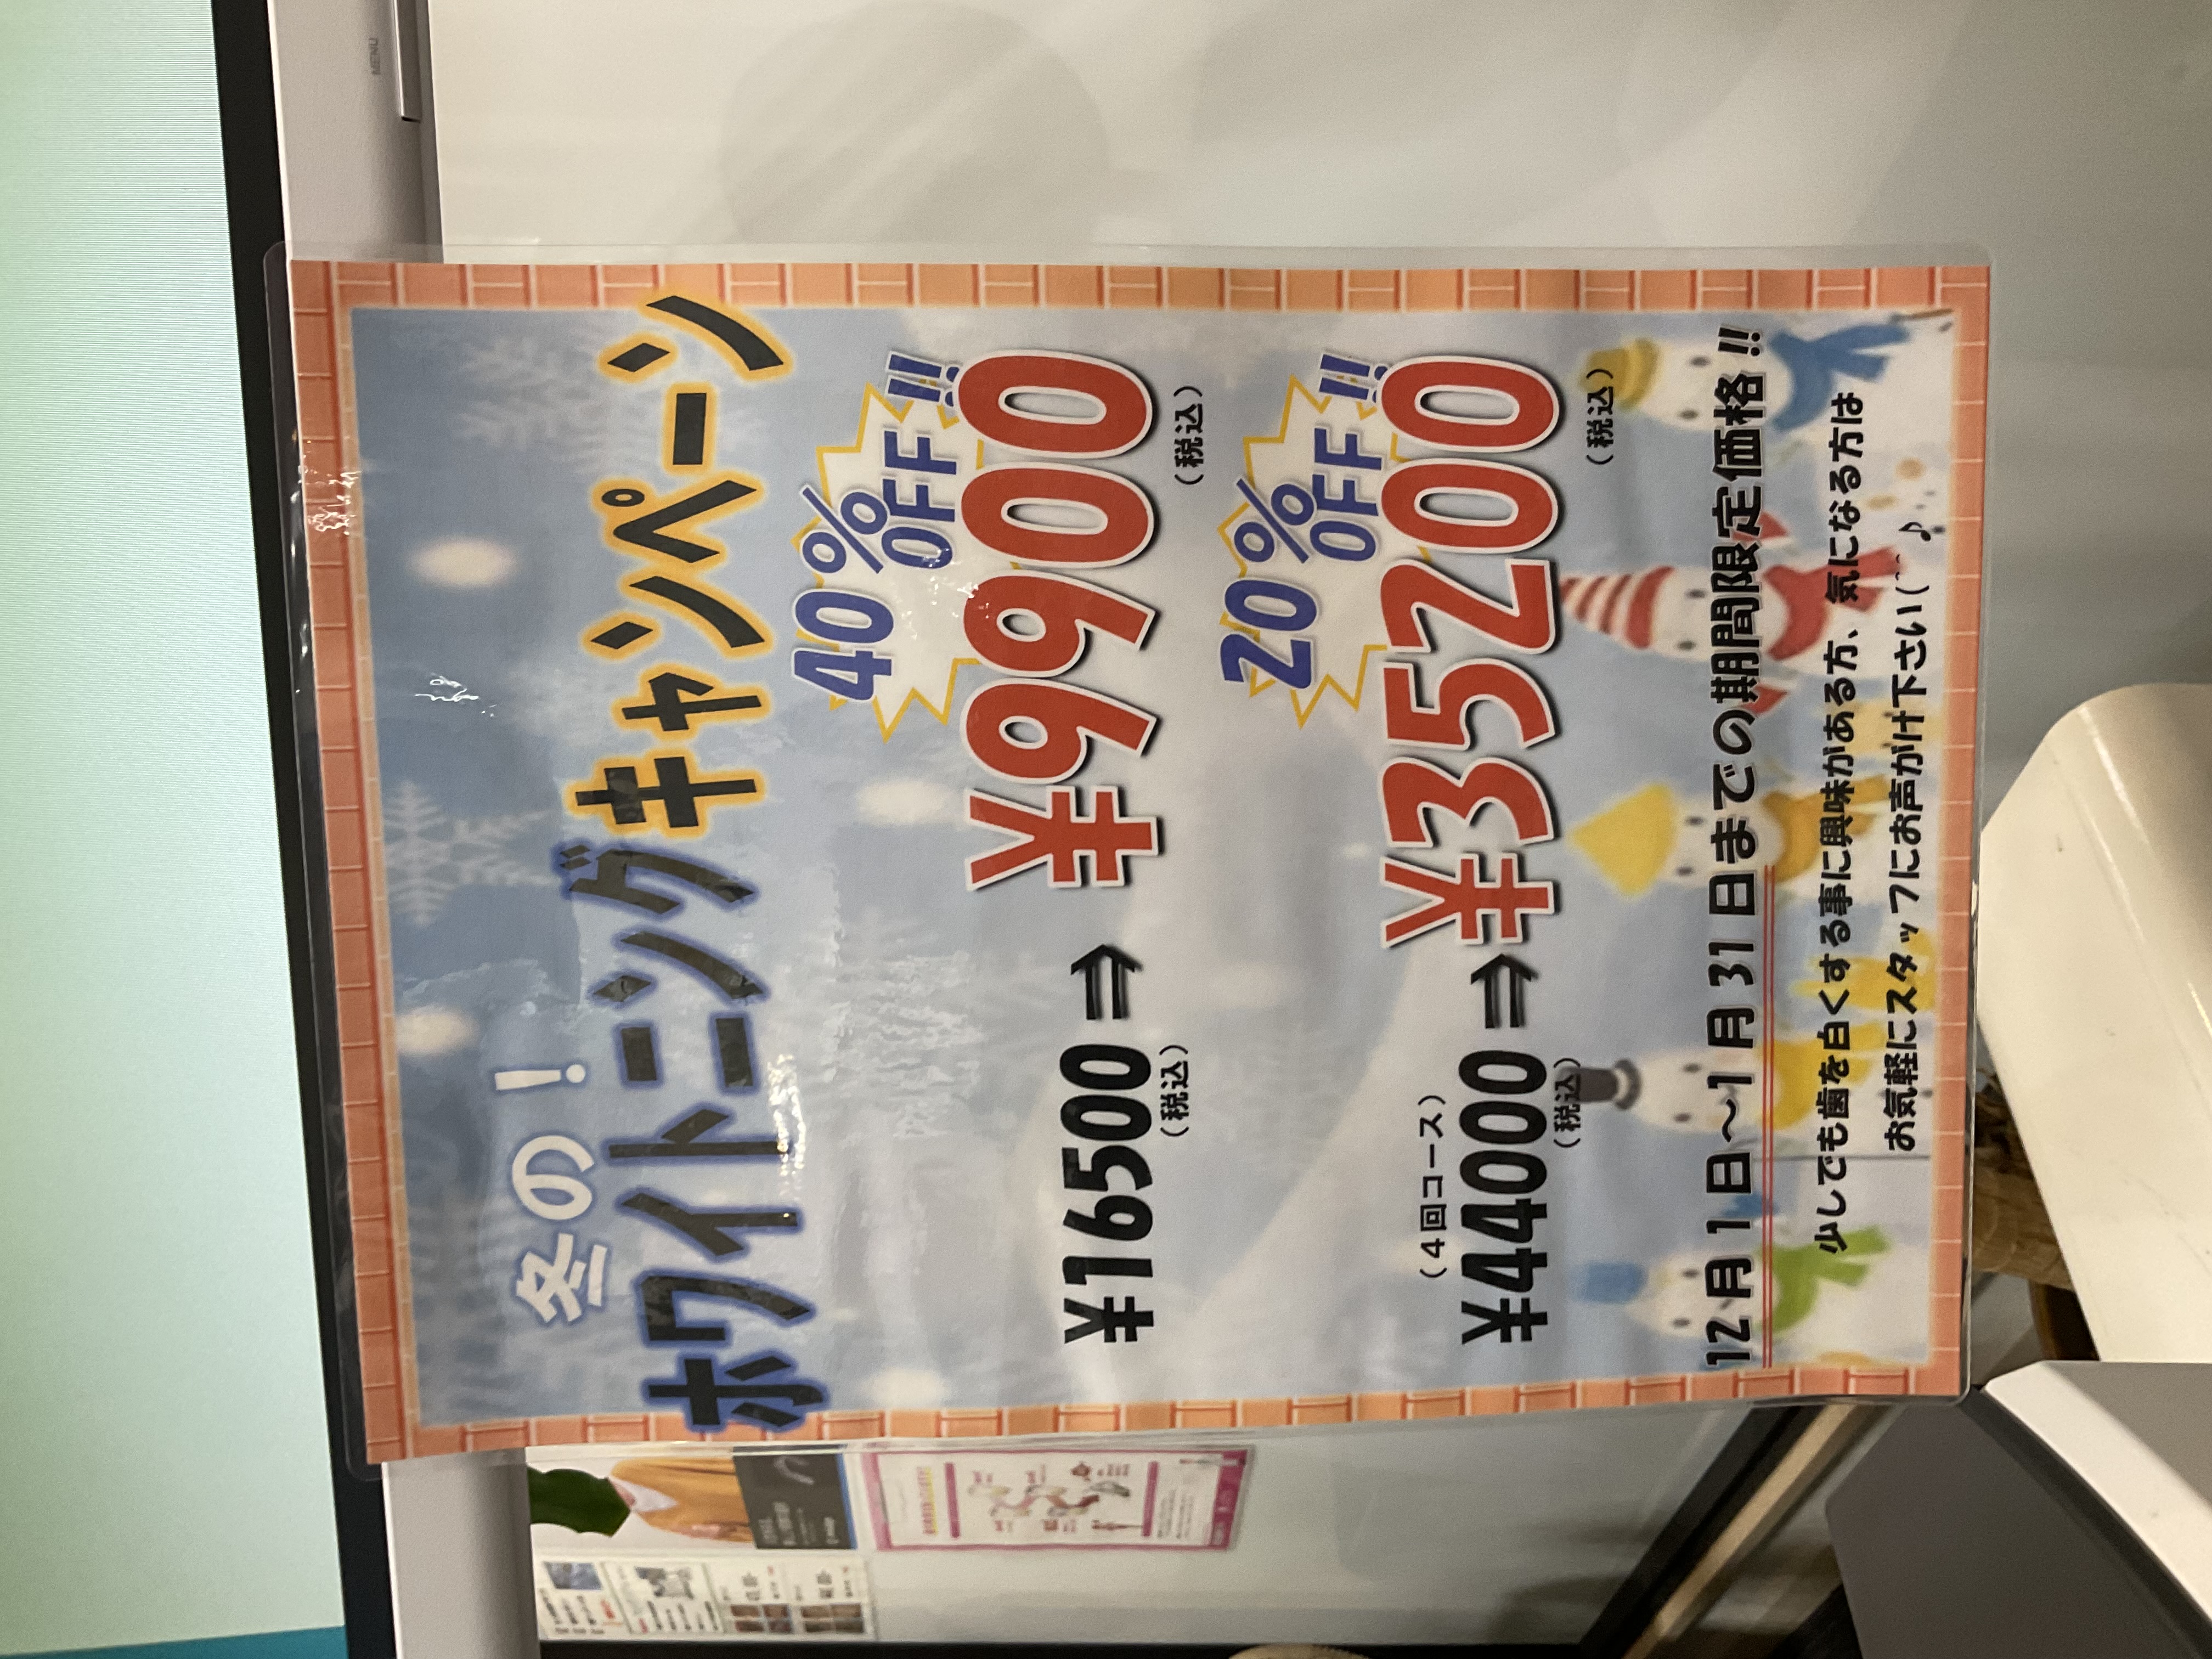 冬の！
ホワイトニングキャンペーン
40%OFF!!
¥16500⇒¥9900
（税込）（税込）
20%OFF!!
（４回コース）
¥44000⇒¥35200
（税込）（税込）
12月1日～1月31日までの期間限定価格!!
少しでも歯を白くする事に興味がある方、気になる方は
お気軽にスタッフにお声がけ下さい(^^♪
MENU